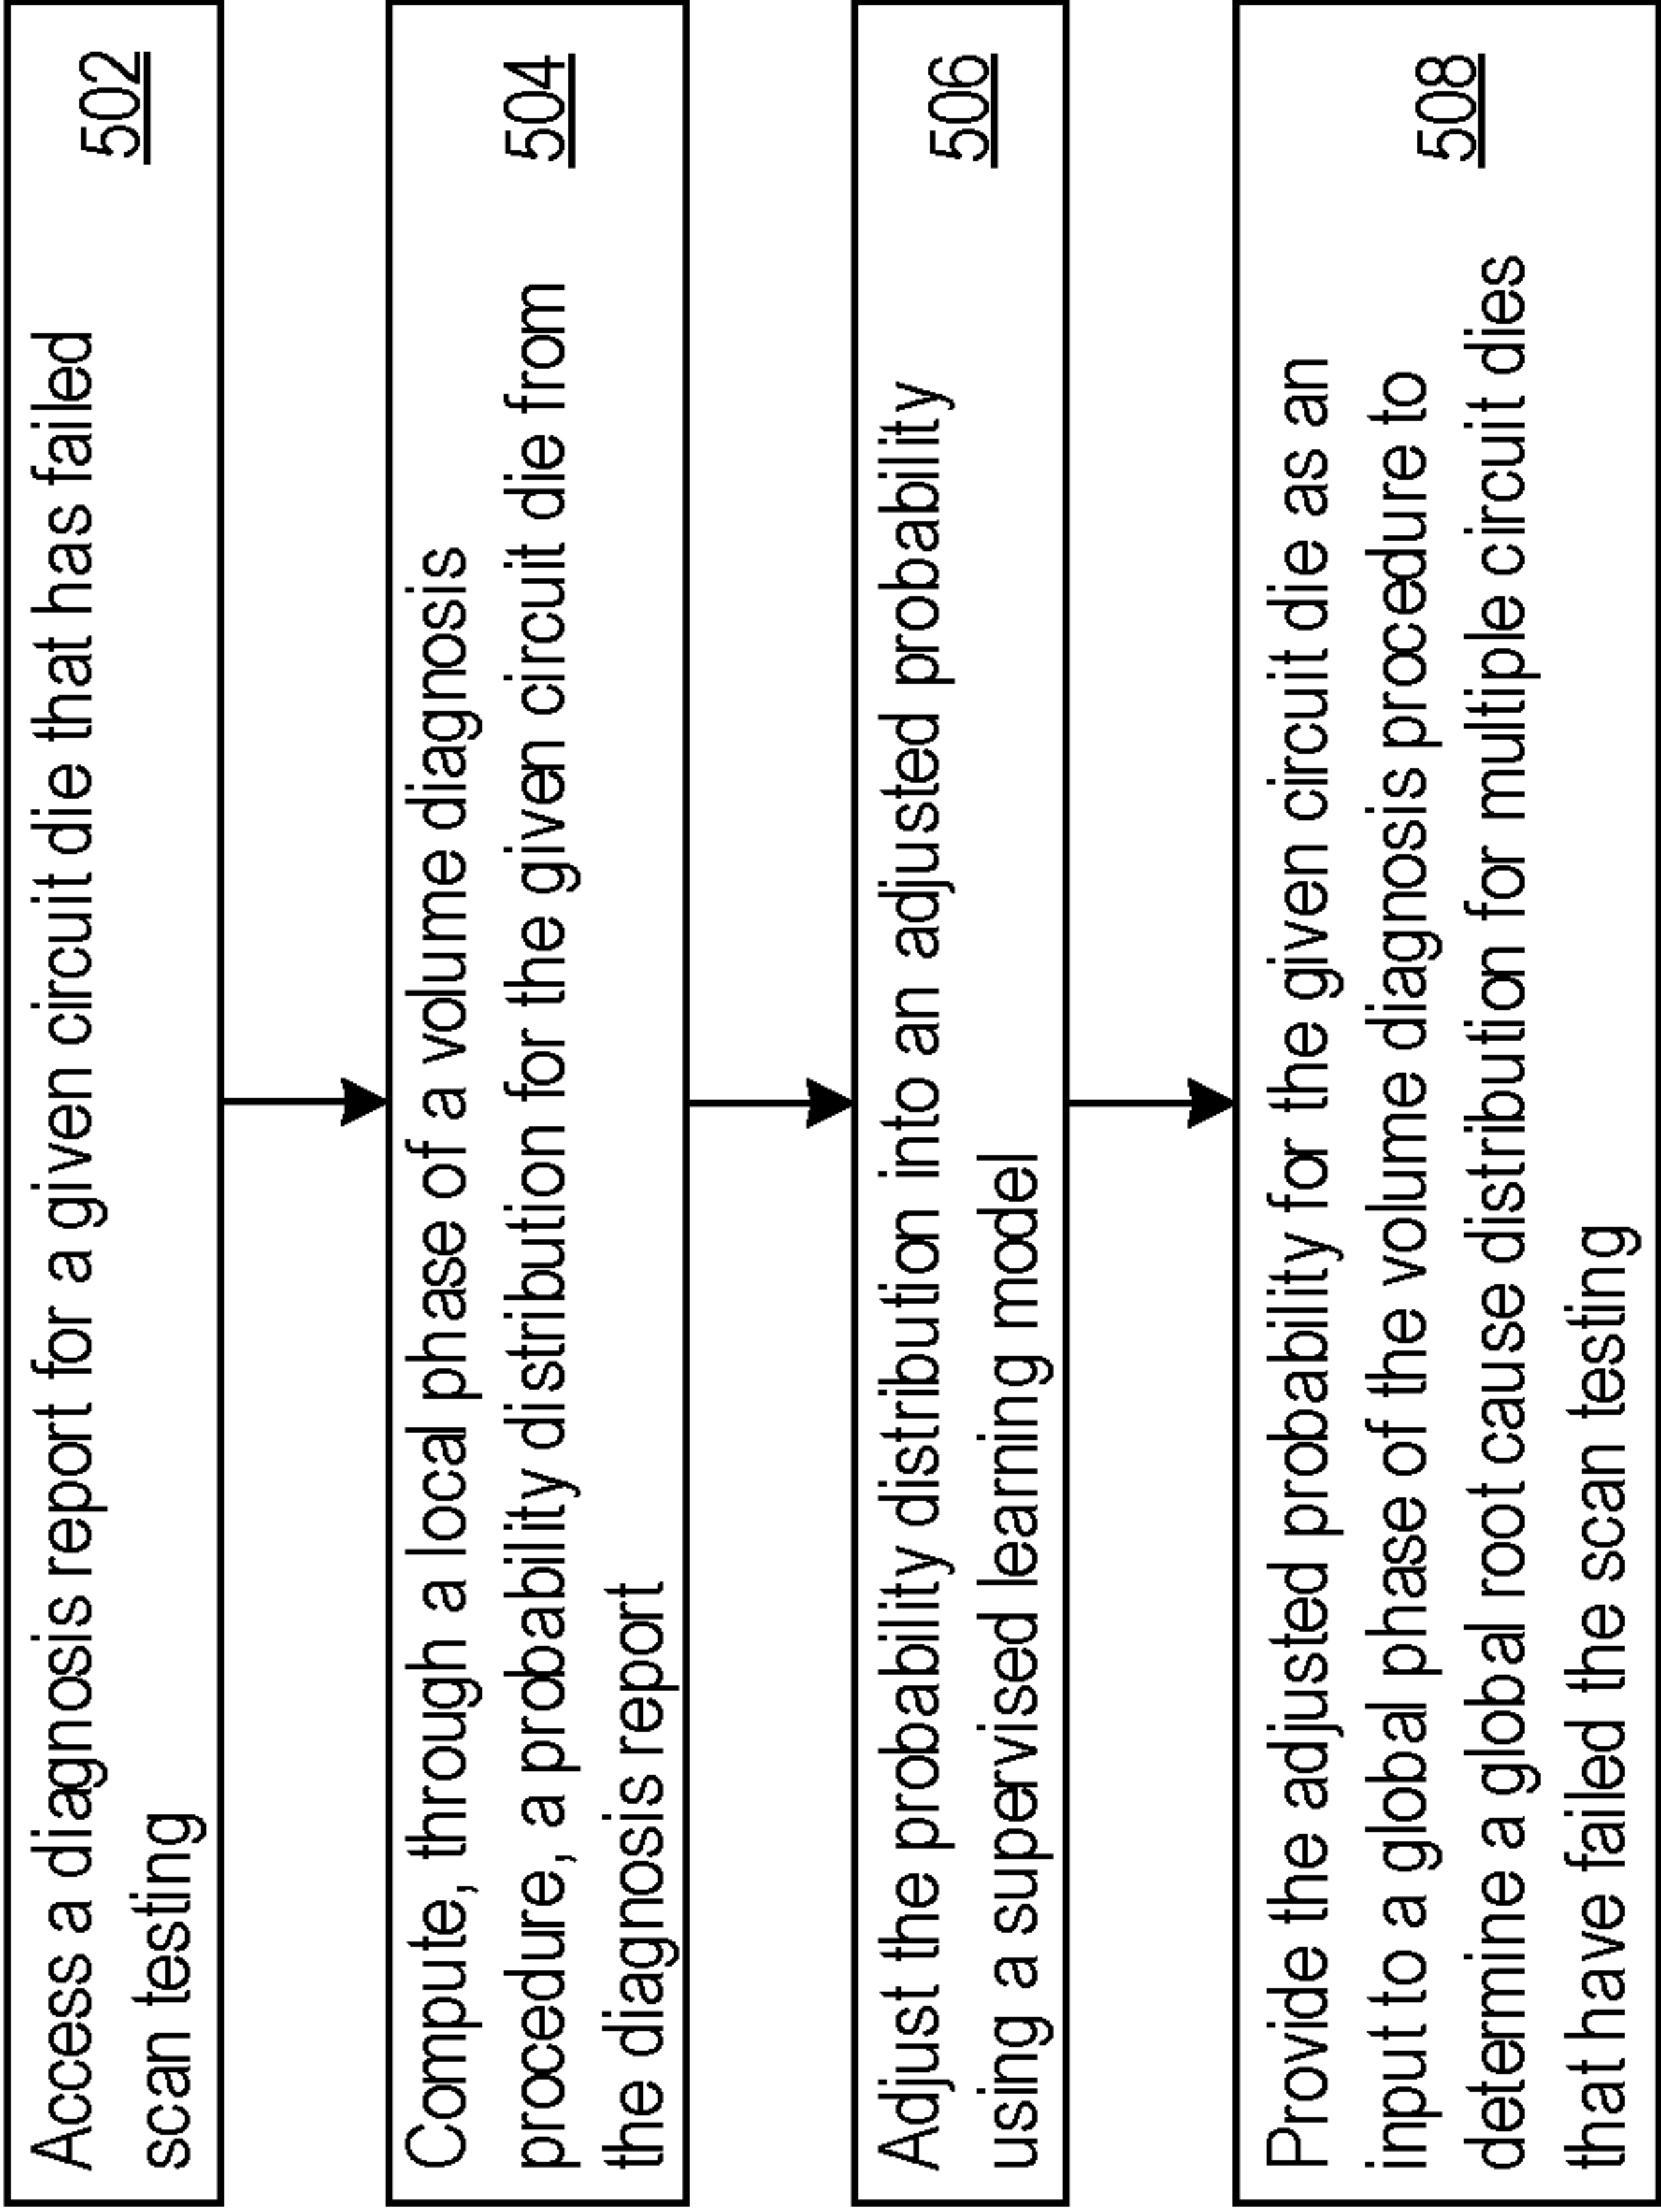 Access a diagnosis report for a given circuit die that has failed
scan testing
502
Compute, through a local phase of a volume diagnosis
procedure, a probability distribution for the given circuit die from
the diagnosis report
504
Adjust the probability distribution into an adjusted probability
using a supervised learning model
506
Provide the adjusted probability for the given circuit die as an
input to a global phase of the volume diagnosis procedure to
determine a global root cause distribution for multiple circuit dies
that have failed the scan testing
508